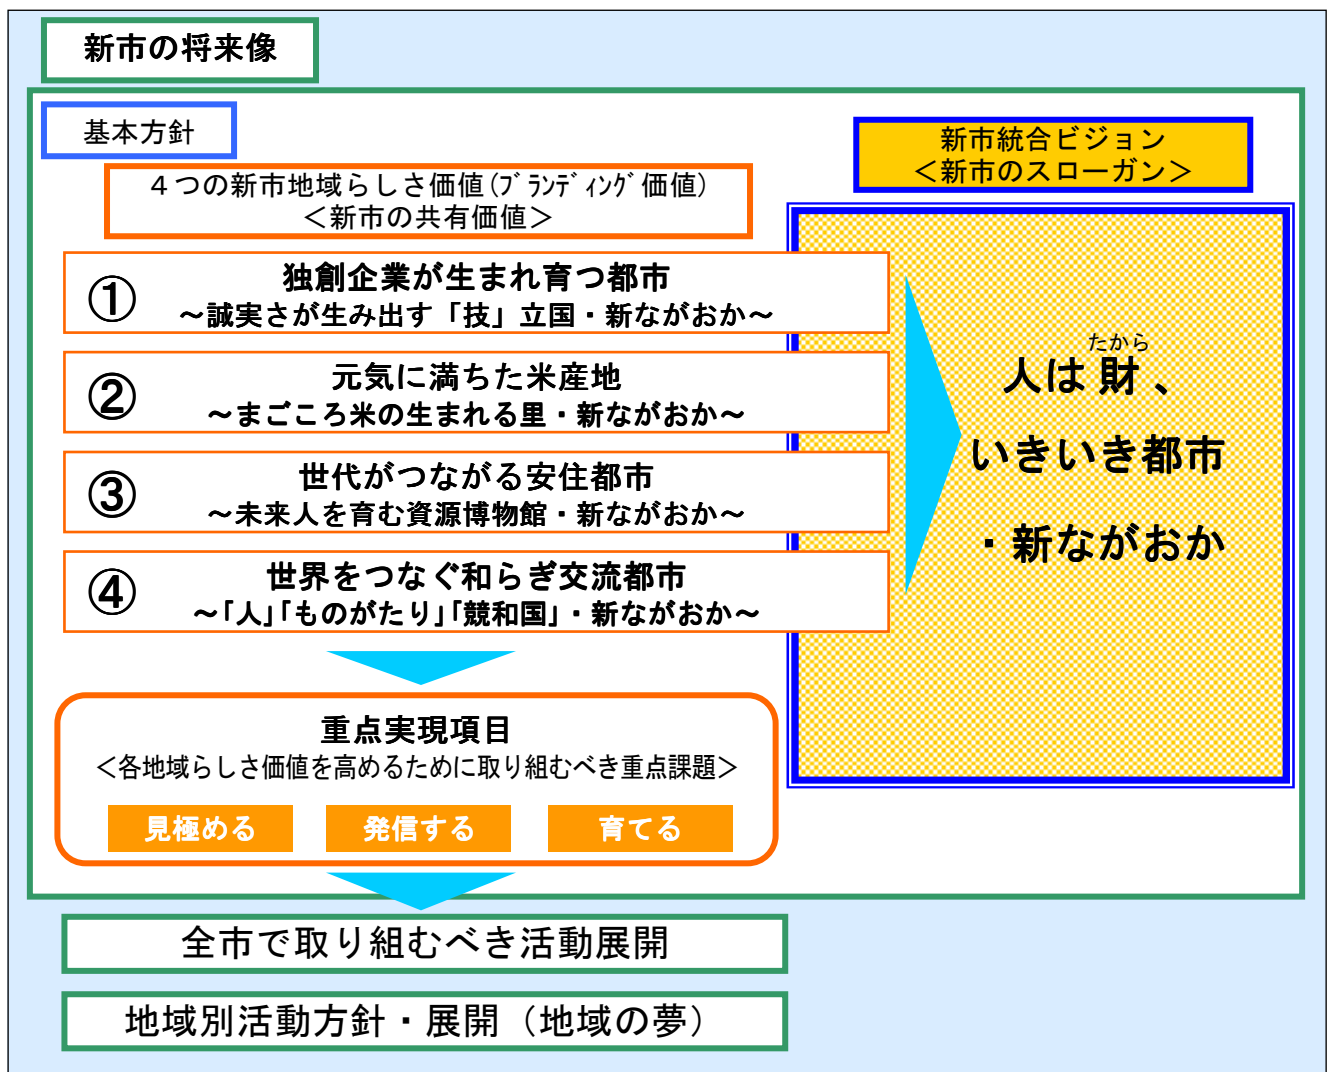 新市の将来像
基本方針
４つの新市地域らしさ価値(ﾌﾞﾗﾝﾃﾞｨﾝｸﾞ価値)
＜新市の共有価値＞
新市統合ビジョン
＜新市のスローガン＞
① 独創企業が生まれ育つ都市
～誠実さが生み出す「技」立国・新ながおか～
② 元気に満ちた米産地
～まごころ米の生まれる里・新ながおか～
③ 世代がつながる安住都市
～未来人を育む資源博物館・新ながおか～
④ 世界をつなぐ和らぎ交流都市
～「人」「ものがたり」「競和国」・新ながおか～
たから
人は財、
いきいき都市
・新ながおか
重点実現項目
＜各地域らしさ価値を高めるために取り組むべき重点課題＞
見極める 発信する 育てる
全市で取り組むべき活動展開
地域別活動方針・展開（地域の夢）